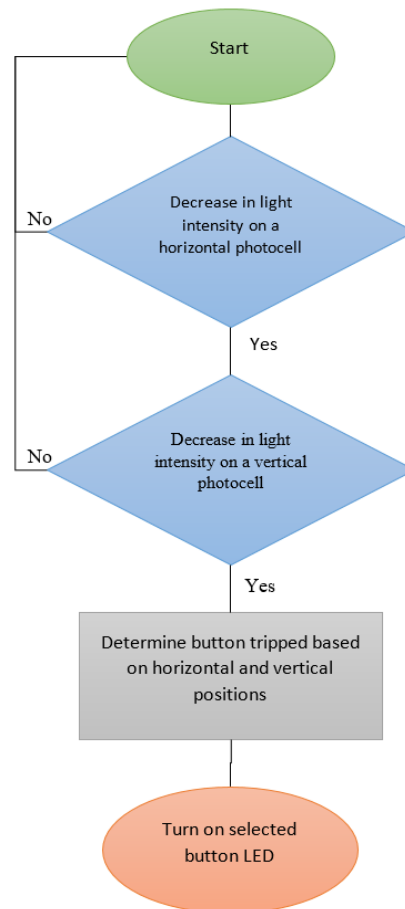 Start
Decrease in light
intensity on a
horizontal photocell
No
Yes
Decrease in light
intensity on a vertical
photocell
No
Yes
Determine button tripped based
on horizontal and vertical
positions
Turn on selected
button LED